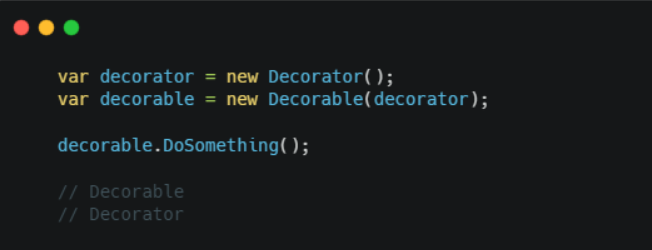 var decorator = new Decorator();
var decorable = new Decorable(decorator);
decorable.DoSomething();
// Decorable
// Decorator